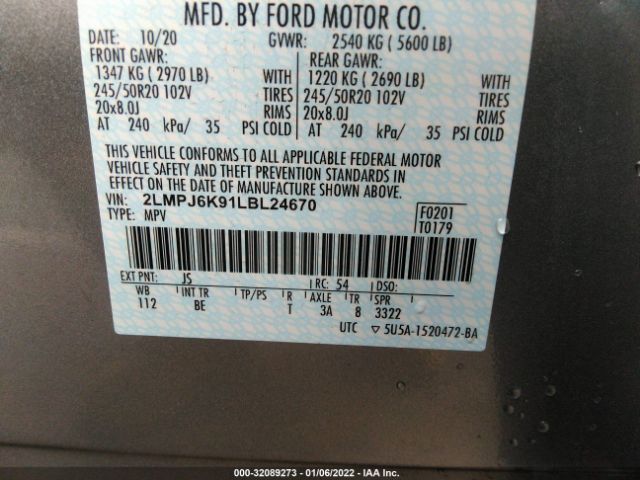 MFD. BY FORD MOTOR CO.
DATE: 10/20 GVWR: 2540 KG ( 5600 LB)
FRONT GAWR: REAR GAWR:
1347 KG ( 2970 LB) WITH 1220 KG ( 2690 LB) WITH
245/50R20 102V TIRES 245/50R20 102V TIRES
20x8.0J RIMS 20x8.0J RIMS
AT 240 kPa/ 35 PSI COLD AT 240 kPa/ 35 PSI COLD
THIS VEHICLE CONFORMS TO ALL APPLICABLE FEDERAL MOTOR
VEHICLE SAFETY AND THEFT PREVENTION STANDARDS IN
EFFECT ON THE DATE OF MANUFACTURE SHOWN ABOVE.
VIN: 2LMPJ6K91LBL24670 F0201
TYPE: MPV T0179
EXT PNT: JS RC: 54 DSO:
WB INT TR TP/PS R AXLE TR SPR
112 BE T 3A 8 3322
UTC ▽ 5U5A-1520472-BA
000-32089273 - 01/06/2022 - IAA Inc.